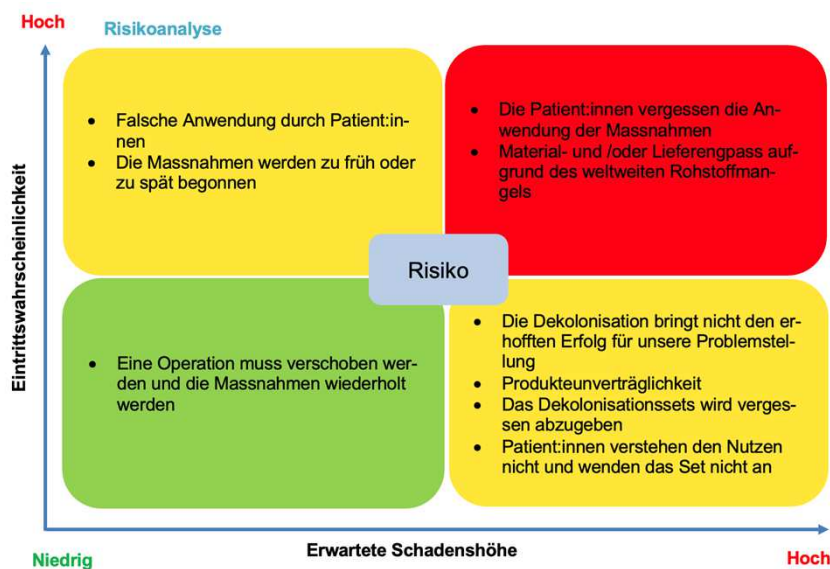 Hoch
Risikoanalyse
Eintrittswahrscheinlichkeit
• Falsche Anwendung durch Patient:in-
nen
• Die Massnahmen werden zu früh oder
zu spät begonnen
• Die Patient:innen vergessen die An-
wendung der Massnahmen
• Material- und /oder Lieferengpass auf-
grund des weltweiten Rohstoffman-
gels
Risiko
• Eine Operation muss verschoben wer-
den und die Massnahmen wiederholt
werden
• Die Dekolonisation bringt nicht den er-
hofften Erfolg für unsere Problemstel-
lung
• Produkteunverträglichkeit
• Das Dekolonisationssets wird verges-
sen abzugeben
• Patient:innen verstehen den Nutzen
nicht und wenden das Set nicht an
Niedrig
Erwartete Schadenshöhe
Hoch